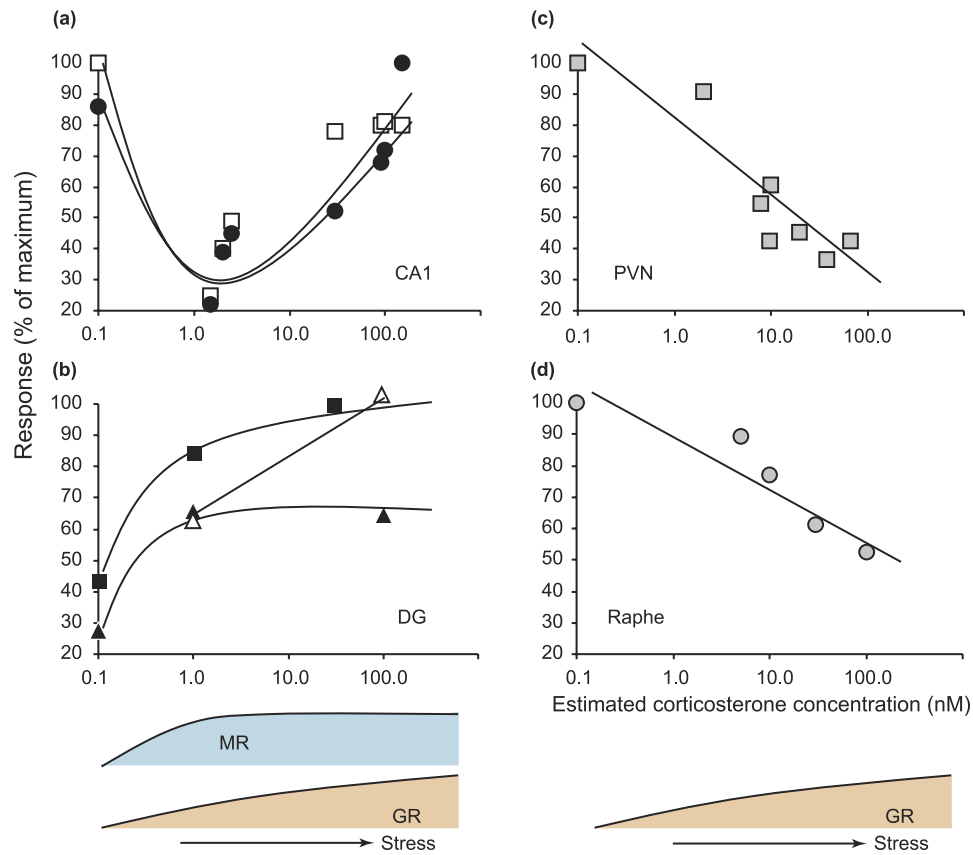 (a)
100
90
80
70
60
50
40
30
20
0.1 1.0 10.0 100.0
CA1
(c)
100
90
80
70
60
50
40
30
20
0.1 1.0 10.0 100.0
PVN
Response (% of maximum)
(b)
100
90
80
70
60
50
40
30
20
0.1 1.0 10.0 100.0
DG
(d)
100
90
80
70
60
50
40
30
20
0.1 1.0 10.0 100.0
Raphe
Estimated corticosterone concentration (nM)
MR
GR
Stress
GR
Stress